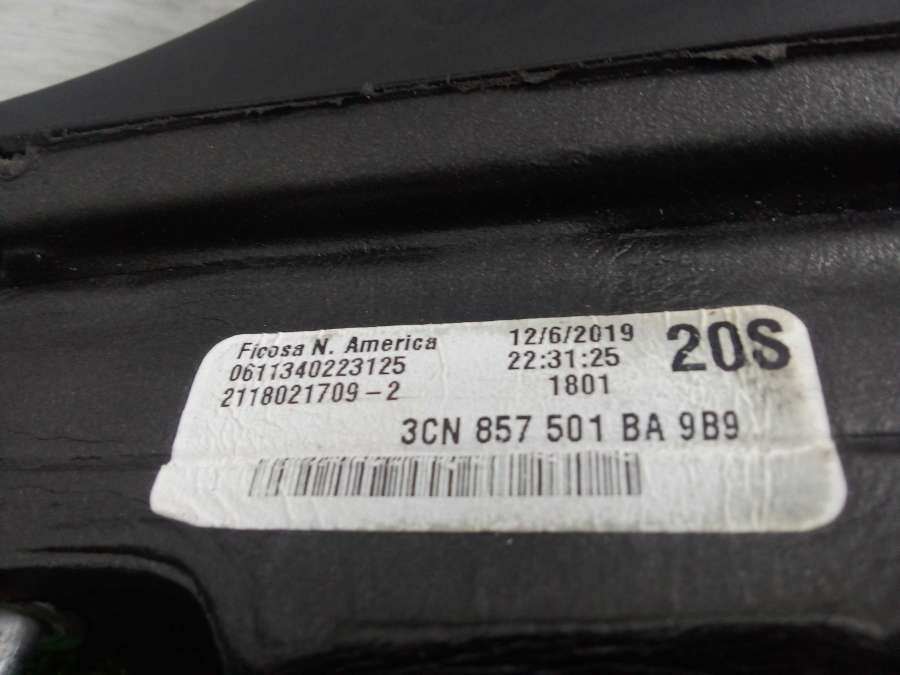 Ficosa N. America 12/6/2019 20S
0611340223125 22:31:25
2118021709-2 1801
3CN 857 501 BA 9B9